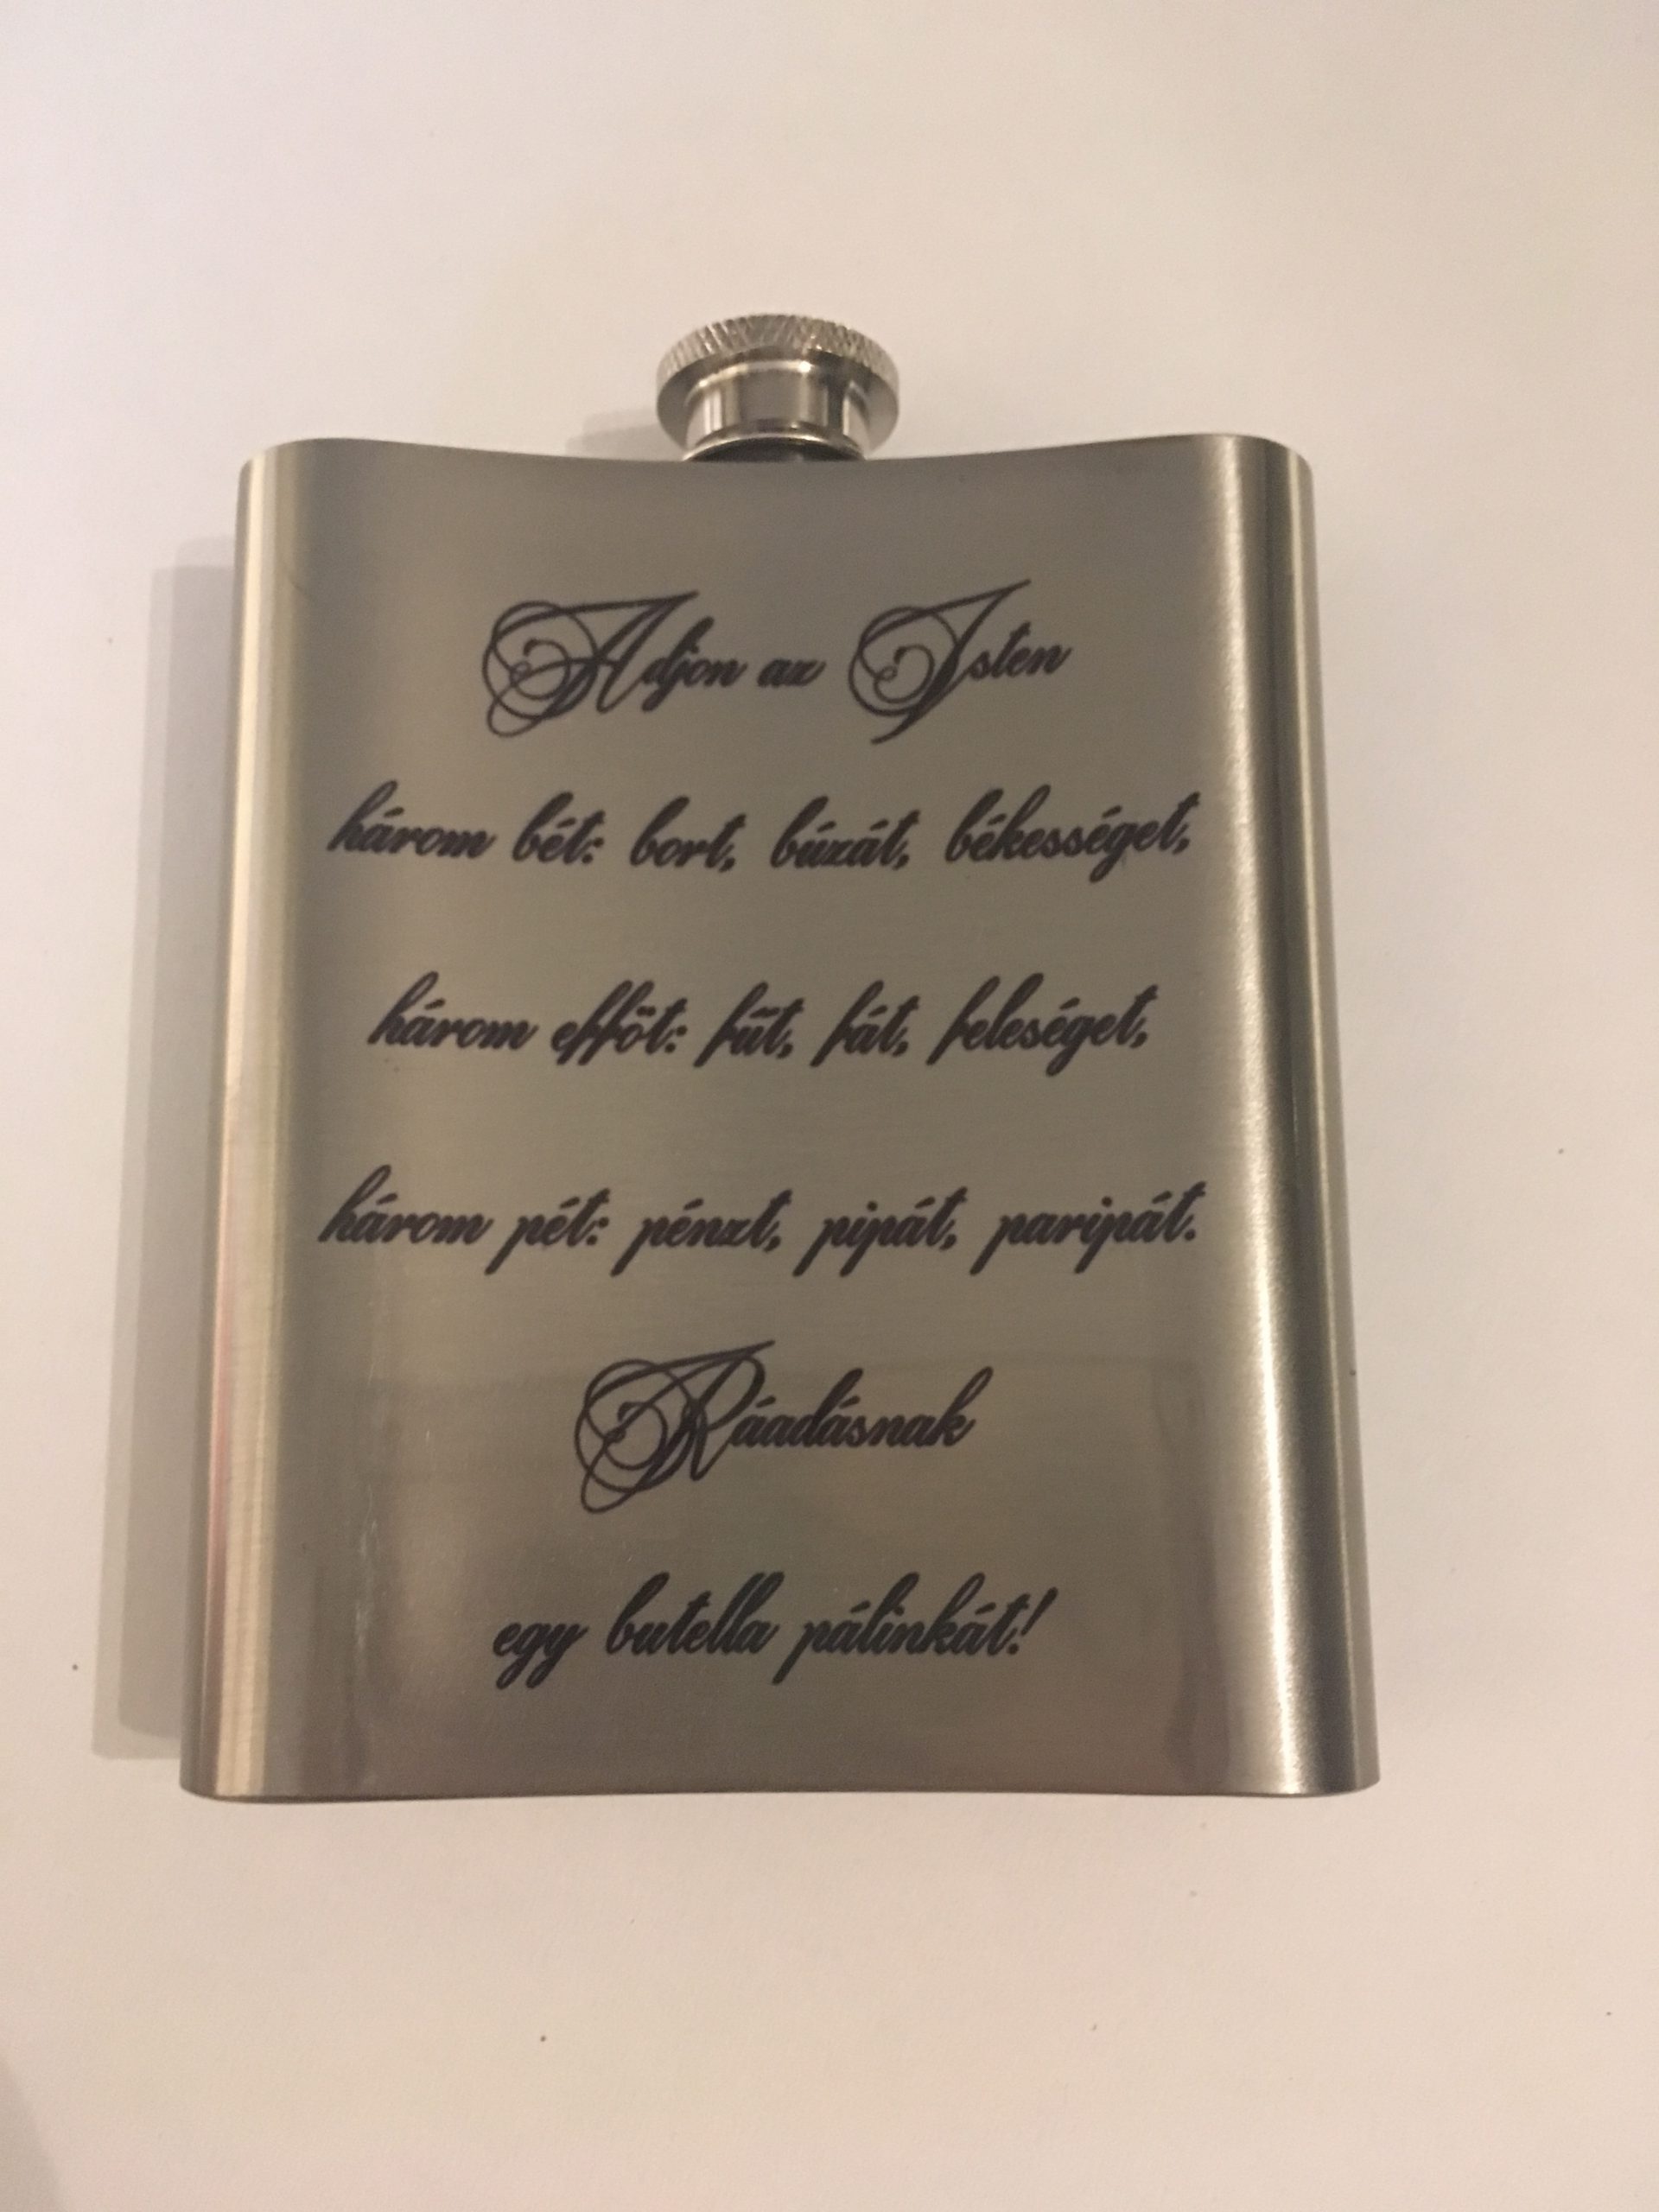 Adjon az Isten
három bét: bort, búzát, békességet,
három efföt: fűt, fát, feleséget,
három pét: pénzt, pipát, paripát.
Ráadásnak
egy butella pálinkát!